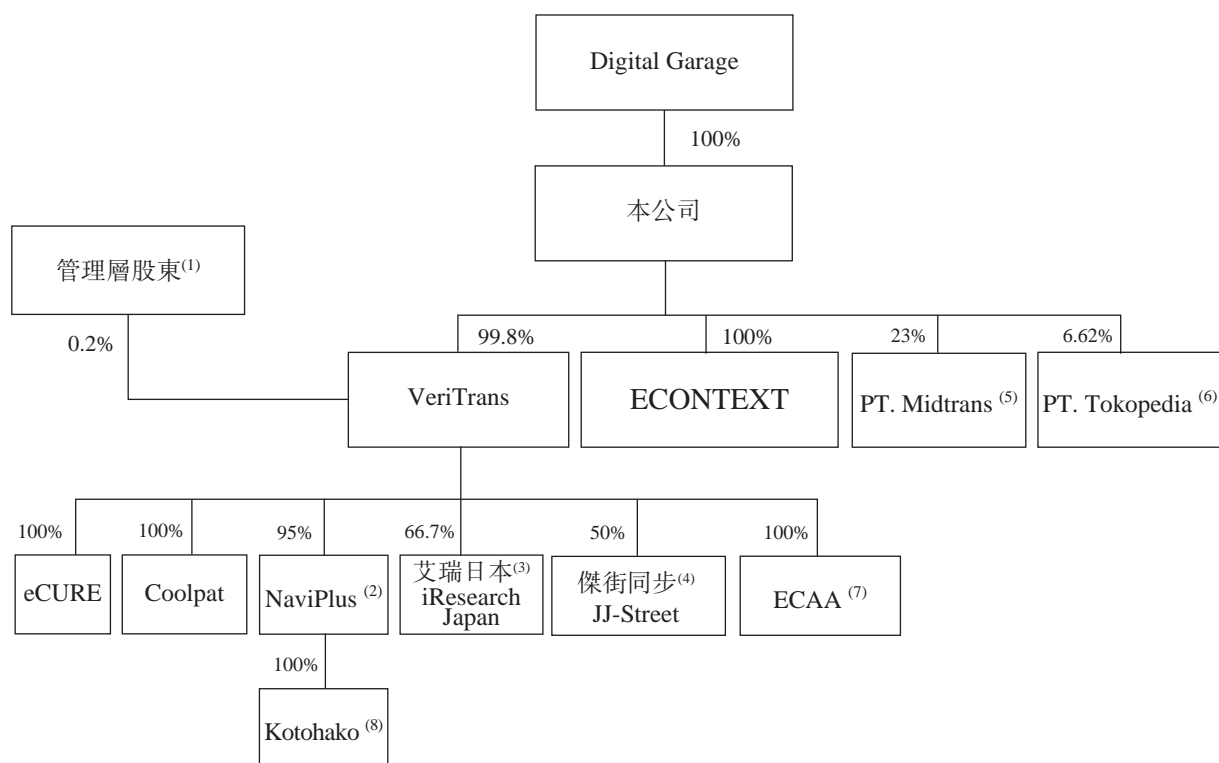 Digital Garage
100%
本公司
管理層股東(1)
0.2%
99.8%
100%
23%
6.62%
VeriTrans
ECONTEXT
PT. Midtrans (5)
PT. Tokopedia (6)
100%
100%
95%
66.7%
50%
100%
eCURE
Coolpat
NaviPlus (2)
艾瑞日本(3)
iResearch
Japan
傑街同步(4)
JJ-Street
ECAA (7)
100%
Kotohako (8)